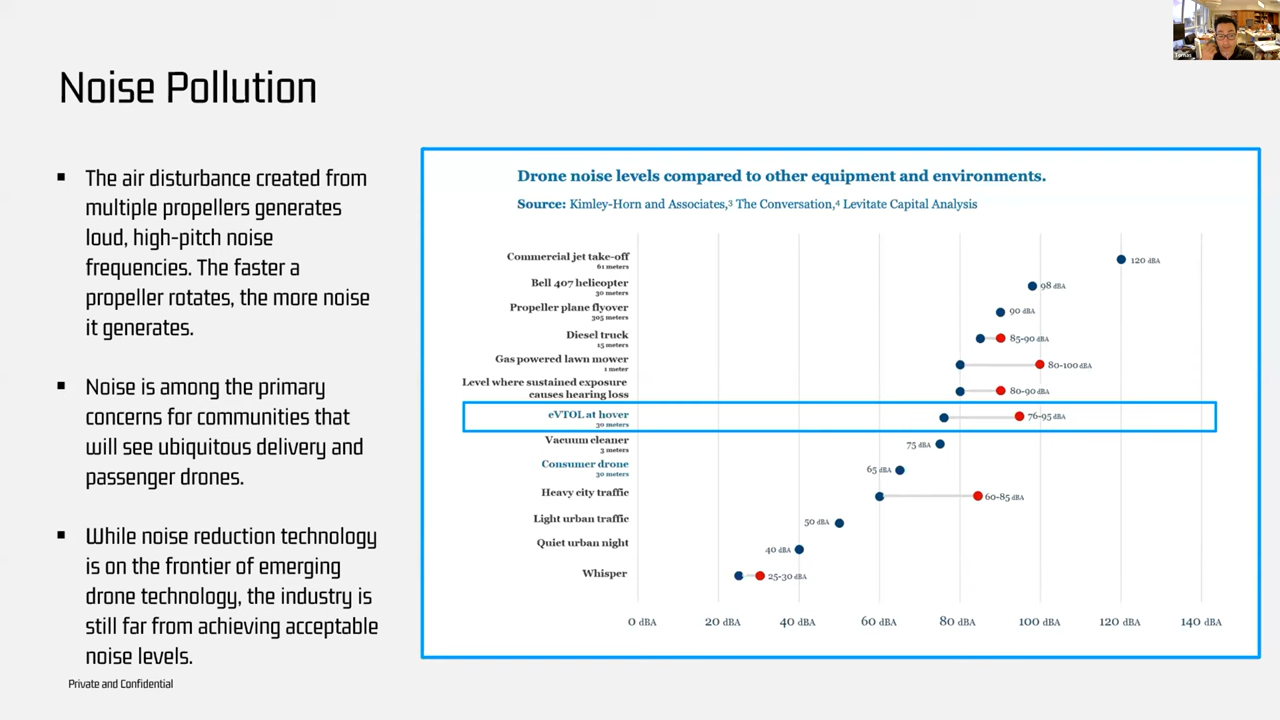 Noise Pollution
▪ The air disturbance created from
multiple propellers generates
loud, high-pitch noise
frequencies. The faster a
propeller rotates, the more noise
it generates.
▪ Noise is among the primary
concerns for communities that
will see ubiquitous delivery and
passenger drones.
▪ While noise reduction technology
is on the frontier of emerging
drone technology, the industry is
still far from achieving acceptable
noise levels.
Private and Confidential
Drone noise levels compared to other equipment and environments.
Source: Kimley-Horn and Associates,³ The Conversation,⁴ Levitate Capital Analysis
Commercial jet take-off
61 meters
120 dBA
Bell 407 helicopter
30 meters
98 dBA
Propeller plane flyover
305 meters
90 dBA
Diesel truck
15 meters
85-90 dBA
Gas powered lawn mower
1 meter
80-100 dBA
Level where sustained exposure
causes hearing loss
80-90 dBA
eVTOL at hover
30 meters
76-95 dBA
Vacuum cleaner
3 meters
75 dBA
Consumer drone
30 meters
65 dBA
Heavy city traffic
60-85 dBA
Light urban traffic
50 dBA
Quiet urban night
40 dBA
Whisper
25-30 dBA
0 dBA 20 dBA 40 dBA 60 dBA 80 dBA 100 dBA 120 dBA 140 dBA